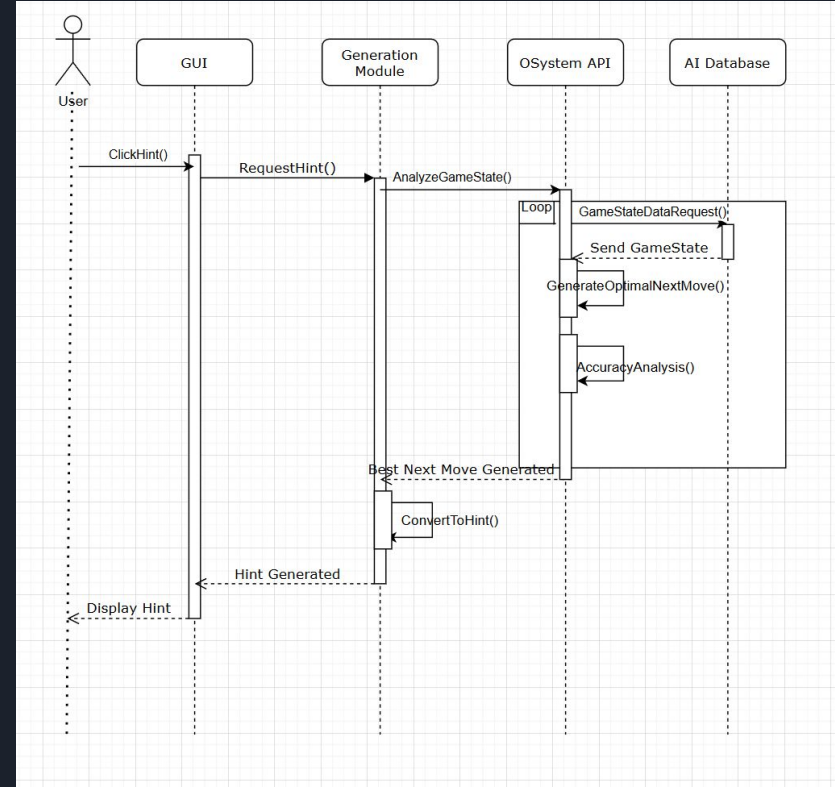 GUI
Generation
Module
OSystem API
AI Database
User
ClickHint()
RequestHint()
AnalyzeGameState()
Loop
GameStateDataRequest()
Send GameState
GenerateOptimalNextMove()
AccuracyAnalysis()
Best Next Move Generated
ConvertToHint()
Hint Generated
Display Hint